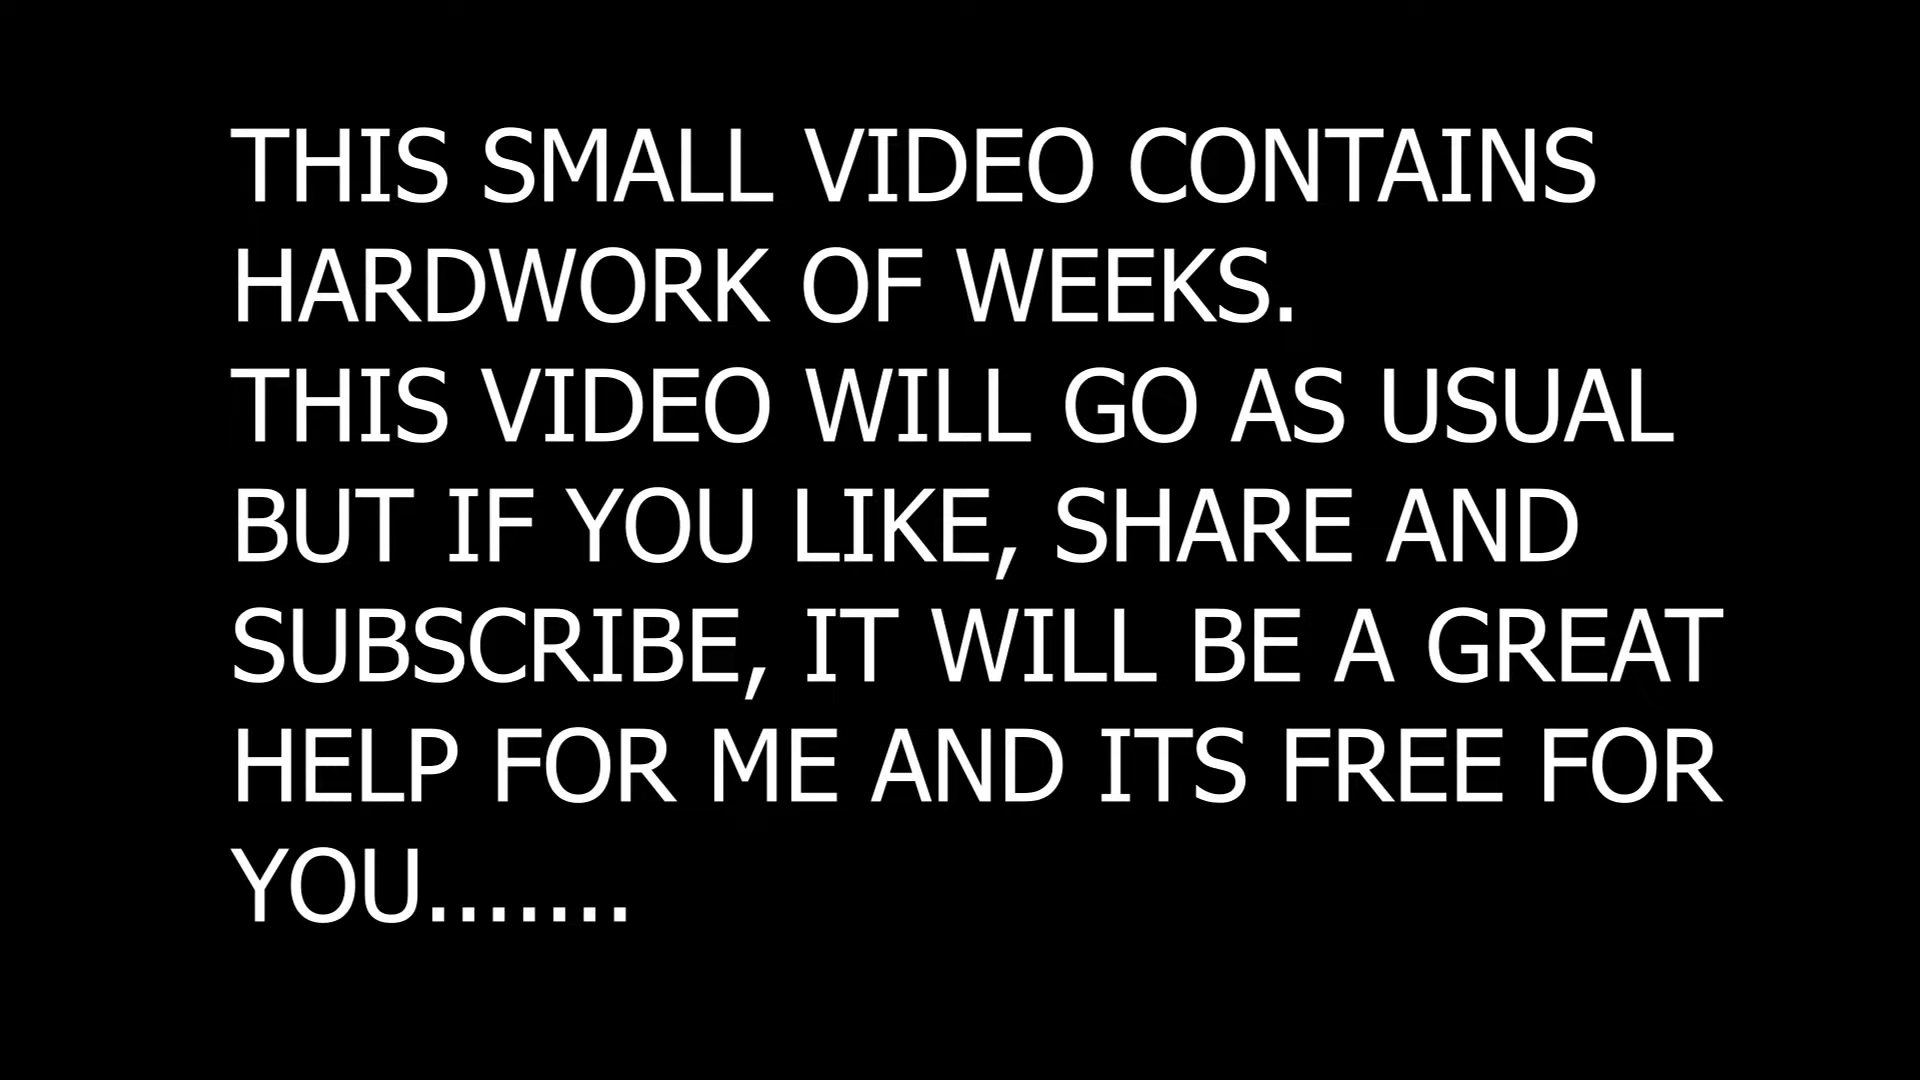 THIS SMALL VIDEO CONTAINS
HARDWORK OF WEEKS.
THIS VIDEO WILL GO AS USUAL
BUT IF YOU LIKE, SHARE AND
SUBSCRIBE, IT WILL BE A GREAT
HELP FOR ME AND ITS FREE FOR
YOU.......